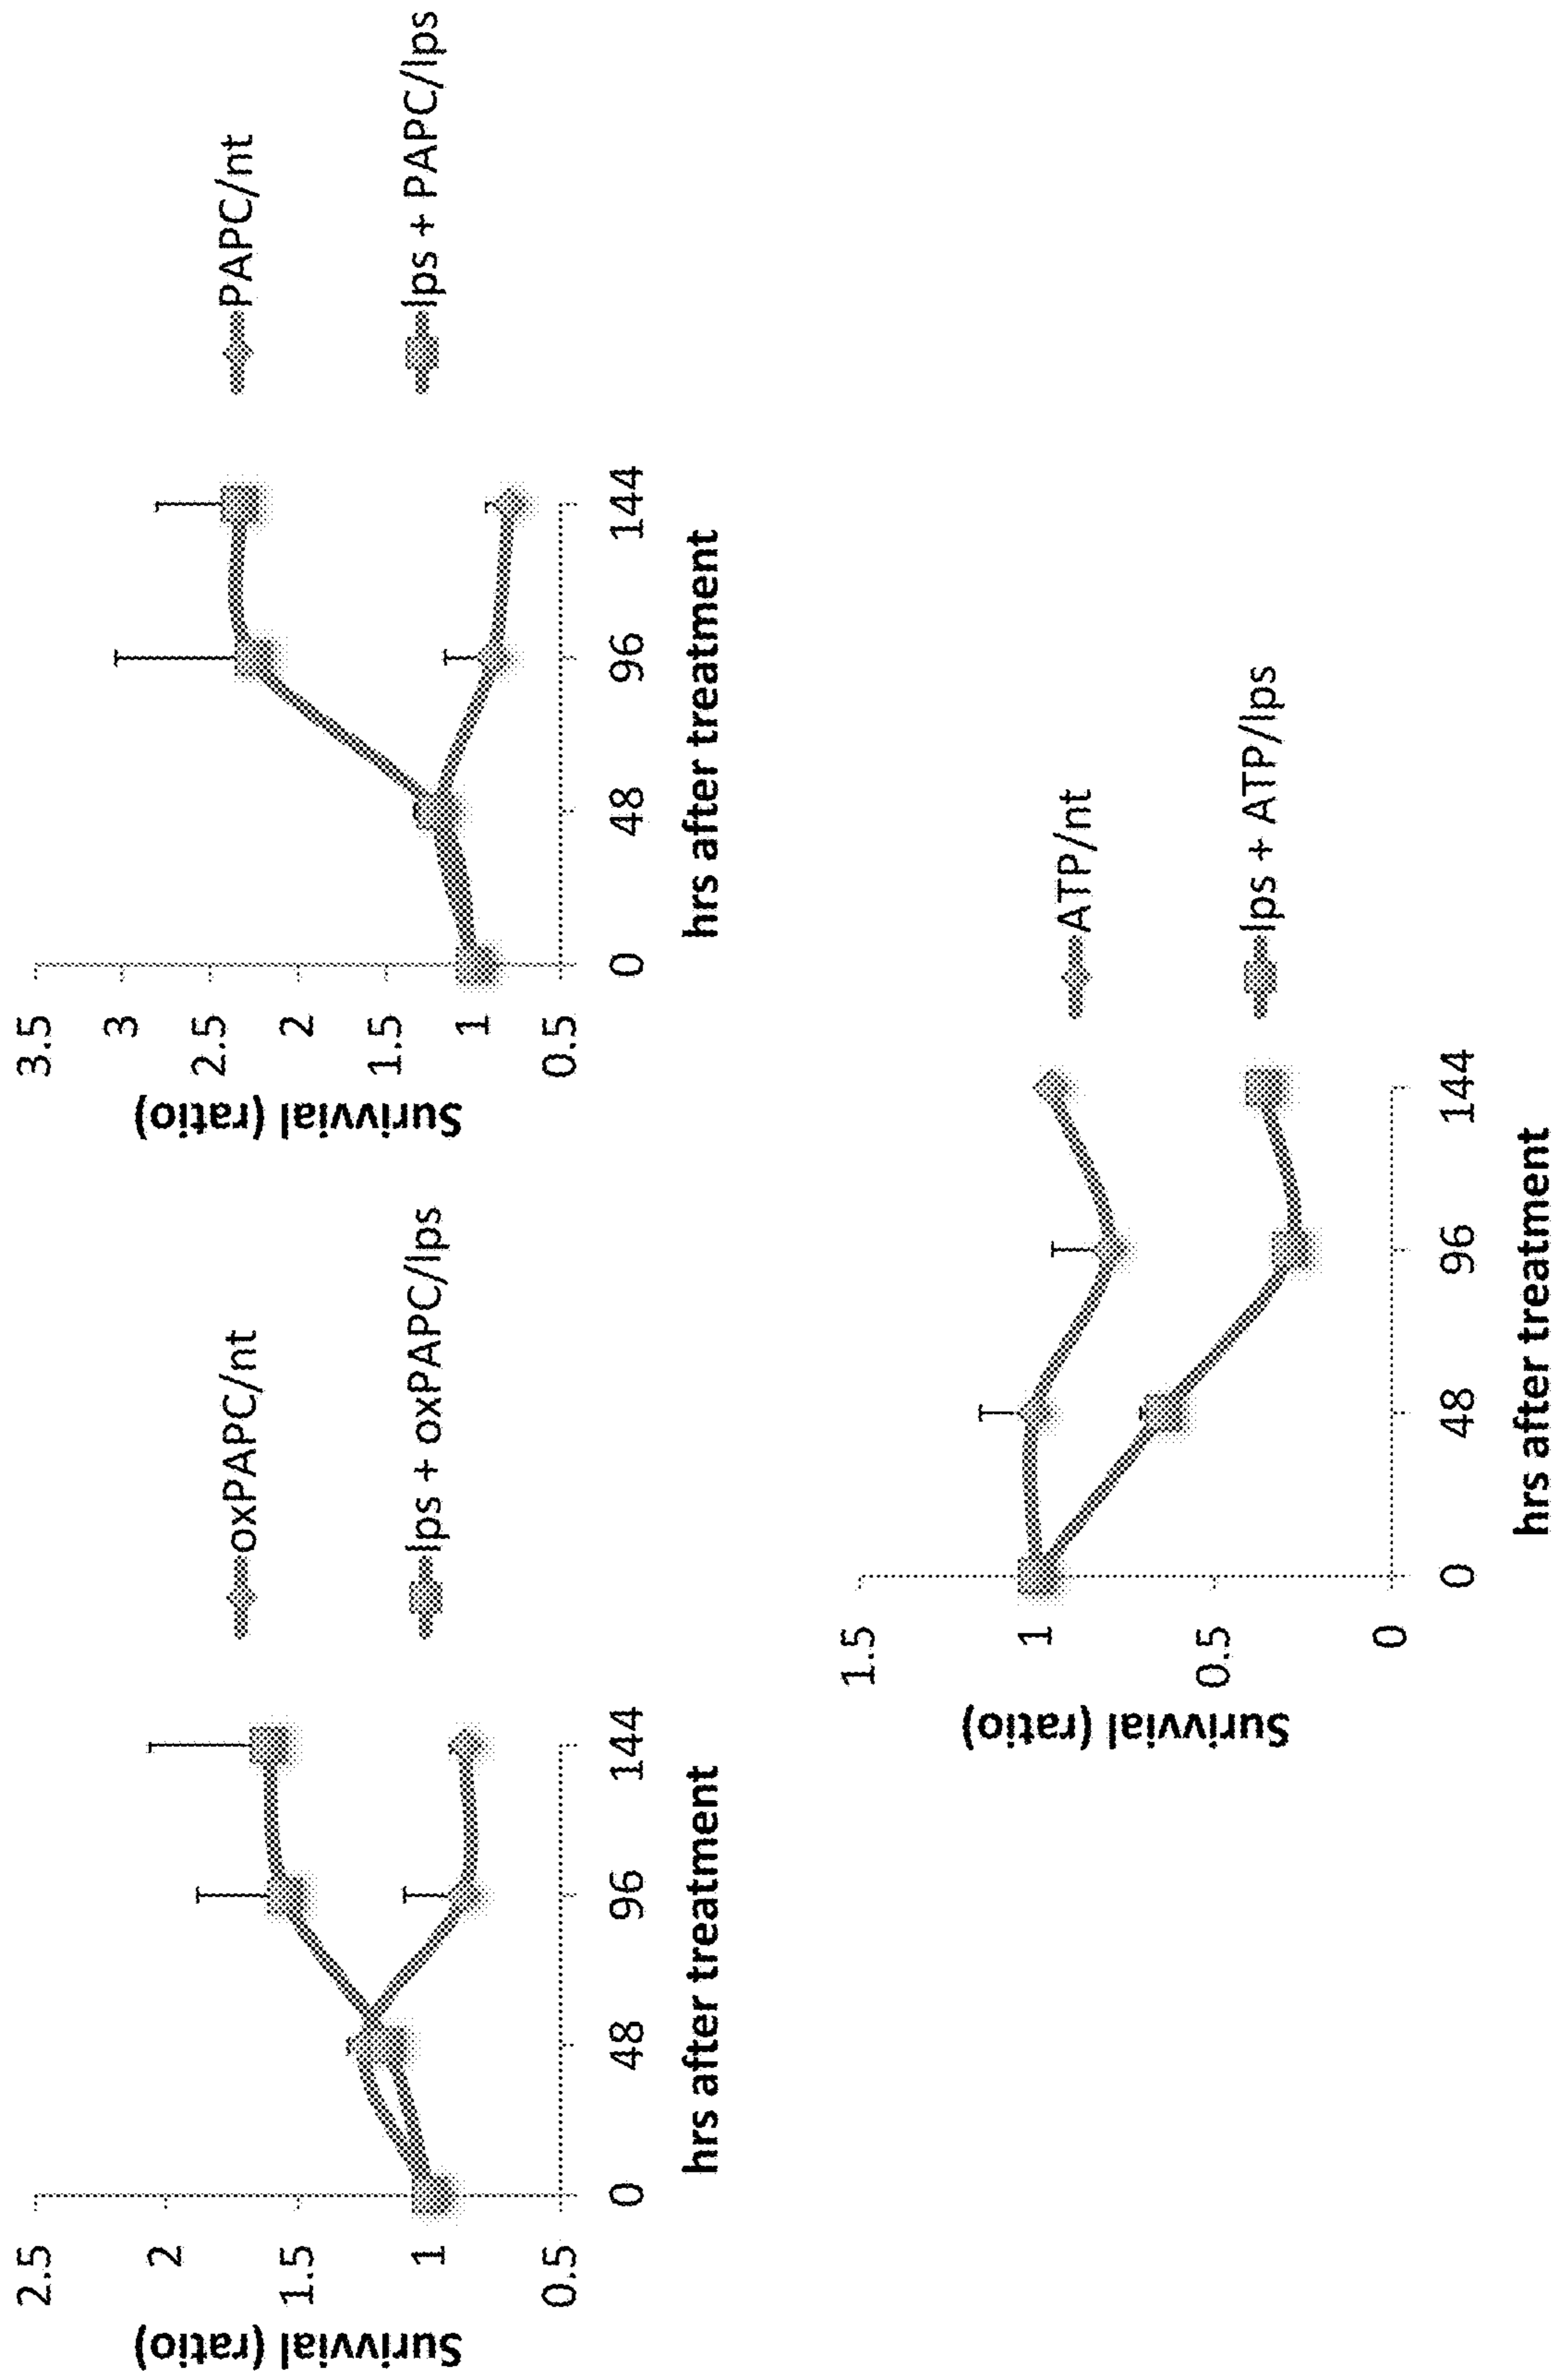 2.5
2
1.5
1
0.5
Surivvial (ratio)
0
48
96
144
hrs after treatment
oxPAPC/nt
lps + oxPAPC/lps
3.5
3
2.5
2
1.5
1
0.5
Surivvial (ratio)
0
48
96
144
hrs after treatment
PAPC/nt
lps + PAPC/lps
1.5
1
0.5
0
Surivvial (ratio)
0
48
96
144
hrs after treatment
ATP/nt
lps + ATP/lps